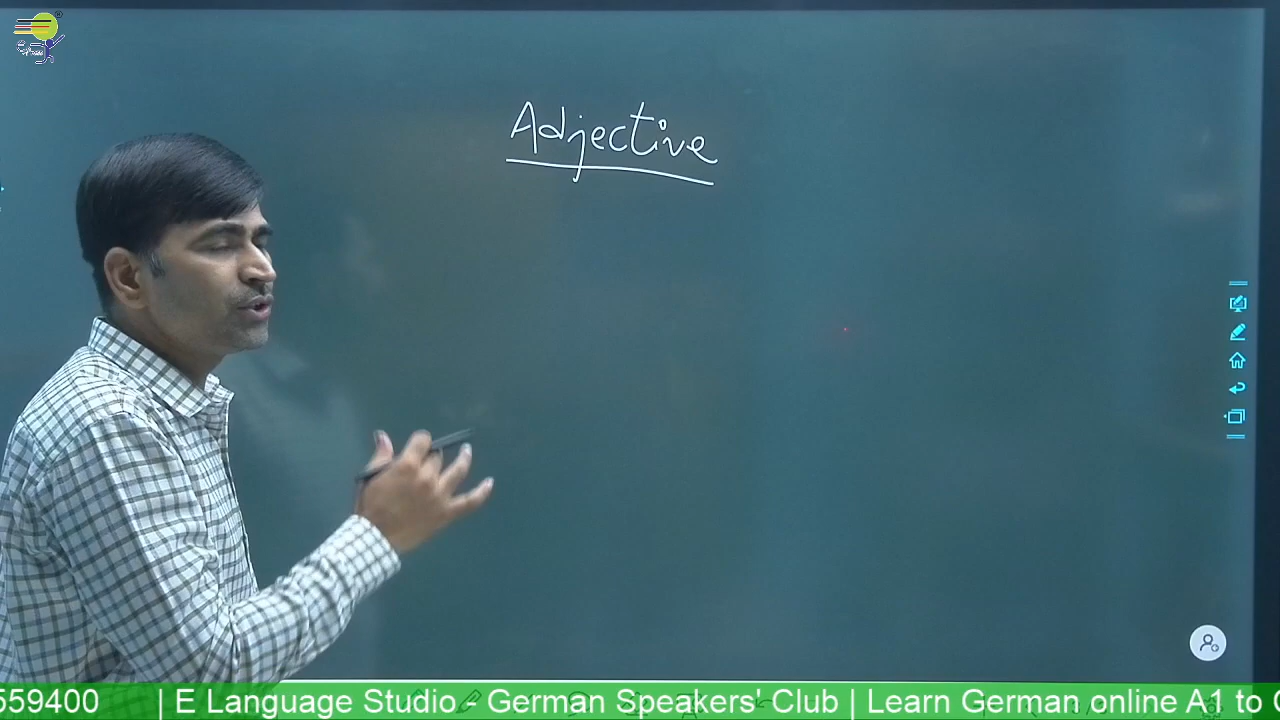 Adjective
559400 | E Language Studio - German Speakers' Club | Learn German online A1 to